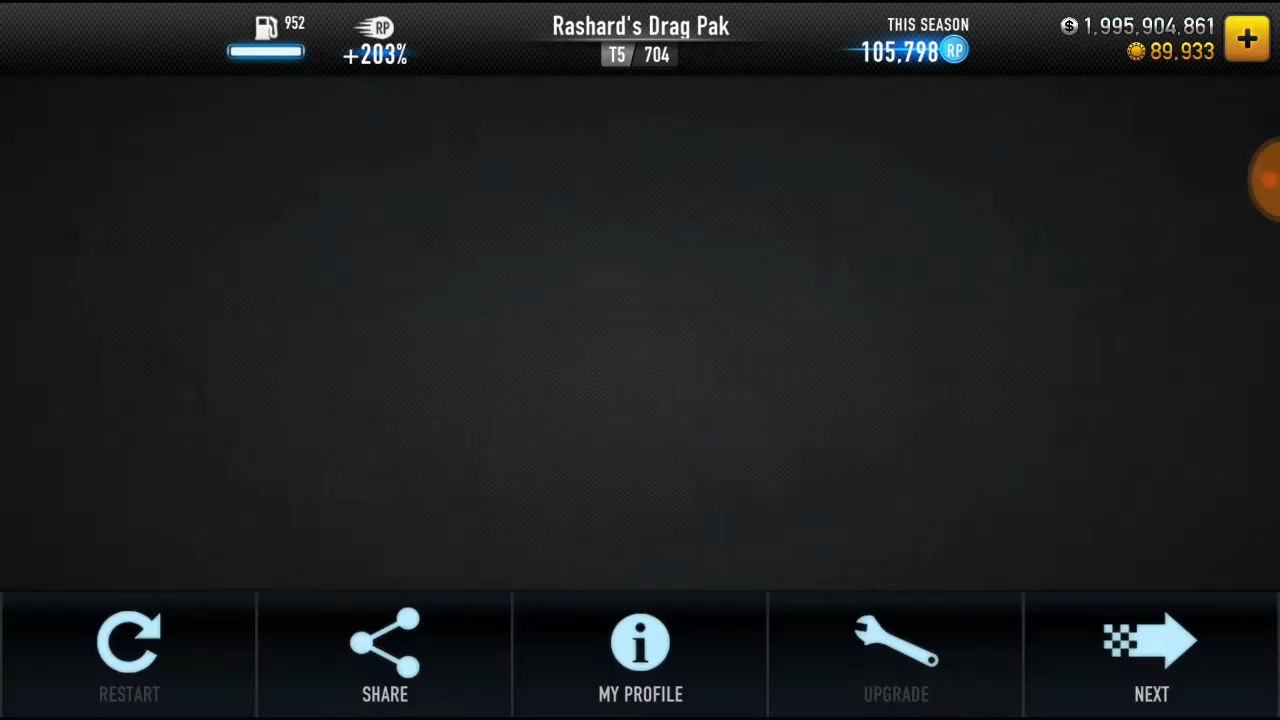 952
RP
+203%
Rashard's Drag Pak
T5 / 704
THIS SEASON
105,798 RP
$ 1,995,904,861
89,933
+
RESTART
SHARE
i
MY PROFILE
UPGRADE
NEXT